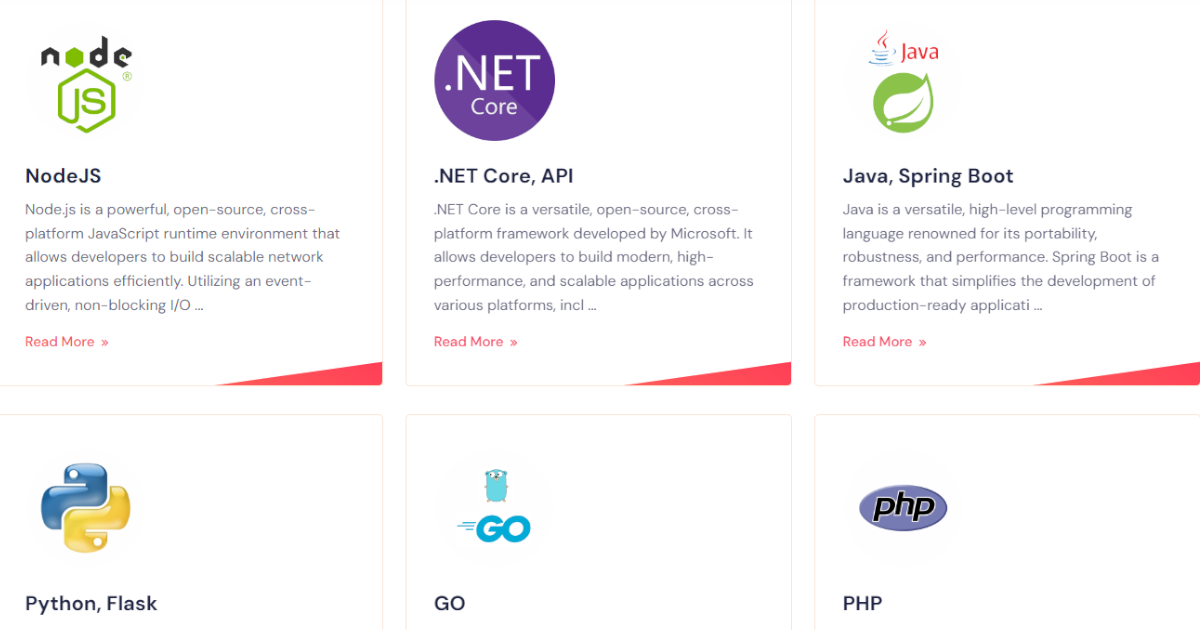 node
JS
®
NodeJS
Node.js is a powerful, open-source, cross-
platform JavaScript runtime environment that
allows developers to build scalable network
applications efficiently. Utilizing an event-
driven, non-blocking I/O ...
Read More »
.NET
Core
.NET Core, API
.NET Core is a versatile, open-source, cross-
platform framework developed by Microsoft. It
allows developers to build modern, high-
performance, and scalable applications across
various platforms, incl ...
Read More »
Java
Java, Spring Boot
Java is a versatile, high-level programming
language renowned for its portability,
robustness, and performance. Spring Boot is a
framework that simplifies the development of
production-ready applicati ...
Read More »
Python, Flask
GO
GO
php
PHP